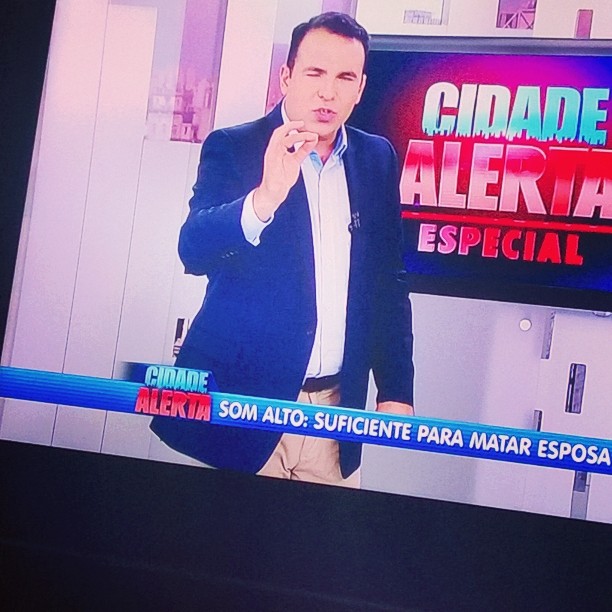 CIDADE
ALERTA
ESPECIAL
CIDADE
ALERTA
SOM ALTO: SUFICIENTE PARA MATAR ESPOSA